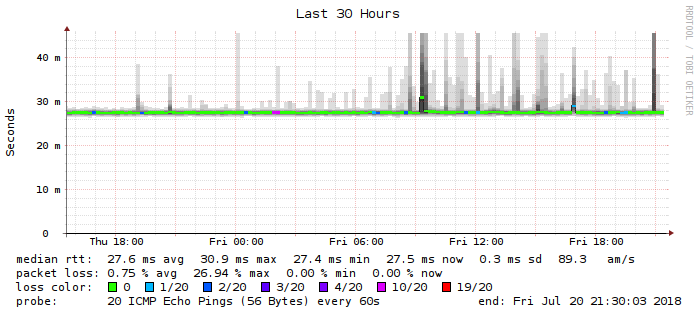 Last 30 Hours
RRDTOOL / TOBI OETIKER
Seconds
40 m
30 m
20 m
10 m
0
Thu 18:00 Fri 00:00 Fri 06:00 Fri 12:00 Fri 18:00
median rtt: 27.6 ms avg 30.9 ms max 27.4 ms min 27.5 ms now 0.3 ms sd 89.3 am/s
packet loss: 0.75 % avg 26.94 % max 0.00 % min 0.00 % now
loss color: 0 1/20 2/20 3/20 4/20 10/20 19/20
probe: 20 ICMP Echo Pings (56 Bytes) every 60s end: Fri Jul 20 21:30:03 2018